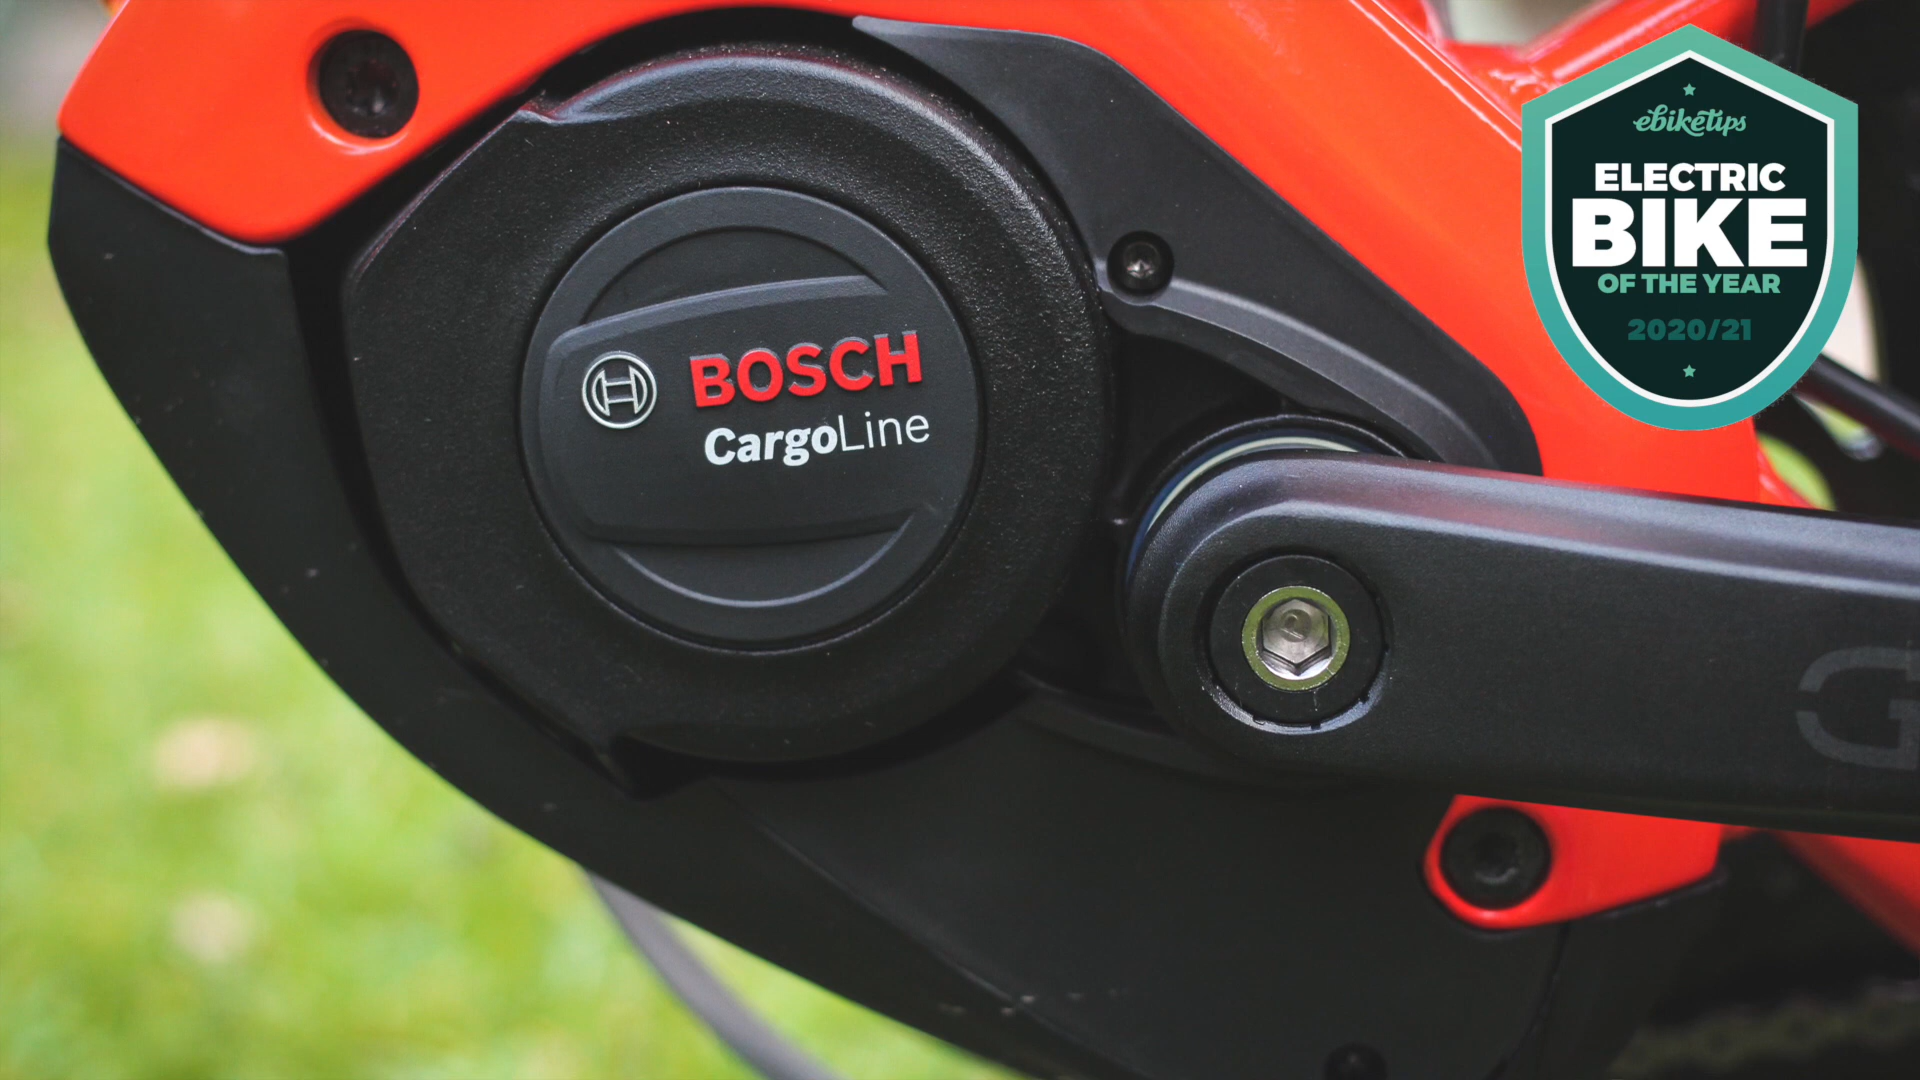 BOSCH
CargoLine
ebiketips
ELECTRIC
BIKE
OF THE YEAR
2020/21
G